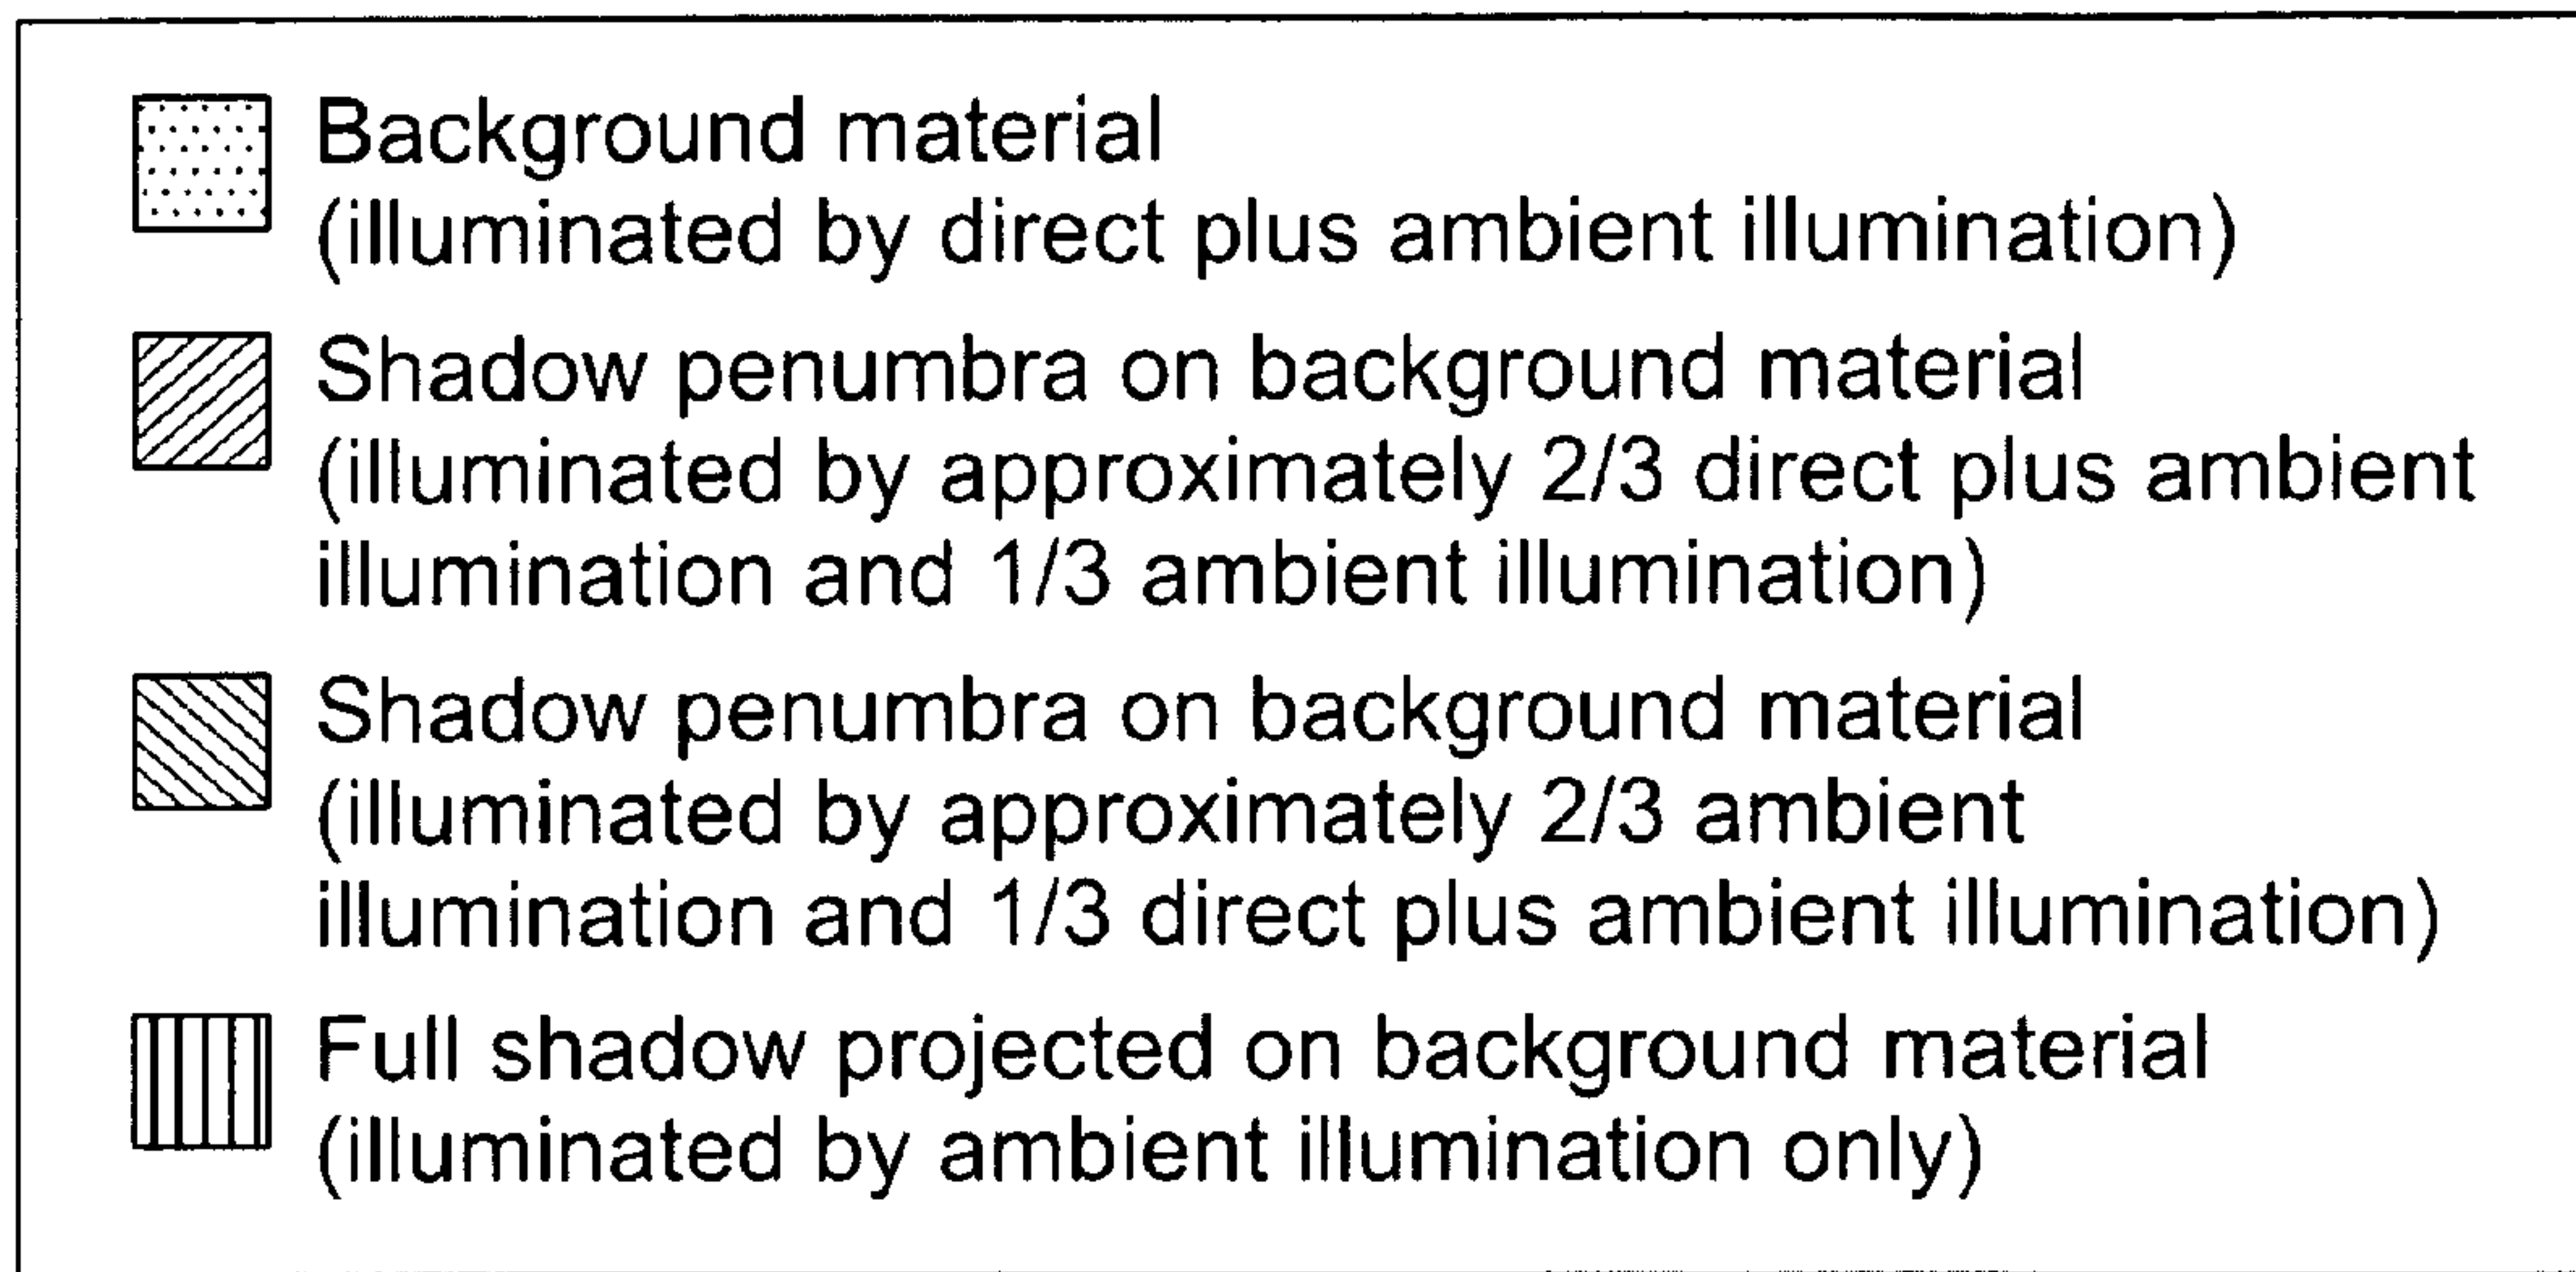 Background material
(illuminated by direct plus ambient illumination)
Shadow penumbra on background material
(illuminated by approximately 2/3 direct plus ambient
illumination and 1/3 ambient illumination)
Shadow penumbra on background material
(illuminated by approximately 2/3 ambient
illumination and 1/3 direct plus ambient illumination)
Full shadow projected on background material
(illuminated by ambient illumination only)